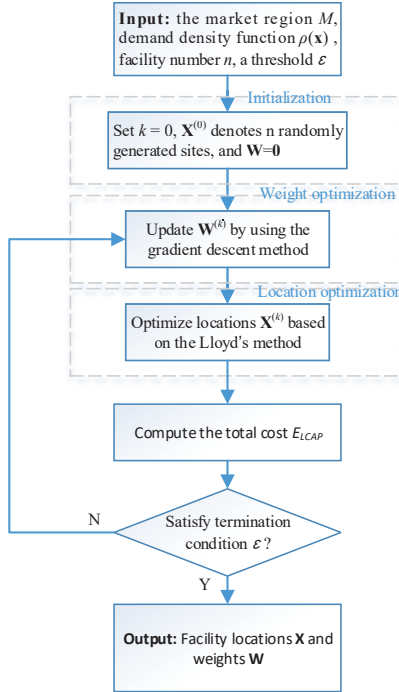 Input: the market region M,
demand density function ρ(x) ,
facility number n, a threshold ε
Initialization
Set k = 0, X^(0) denotes n randomly
generated sites, and W=0
Weight optimization
Update W^(k) by using the
gradient descent method
Location optimization
Optimize locations X^(k) based
on the Lloyd's method
Compute the total cost E_LCAP
Satisfy termination
condition ε ?
N
Y
Output: Facility locations X and
weights W